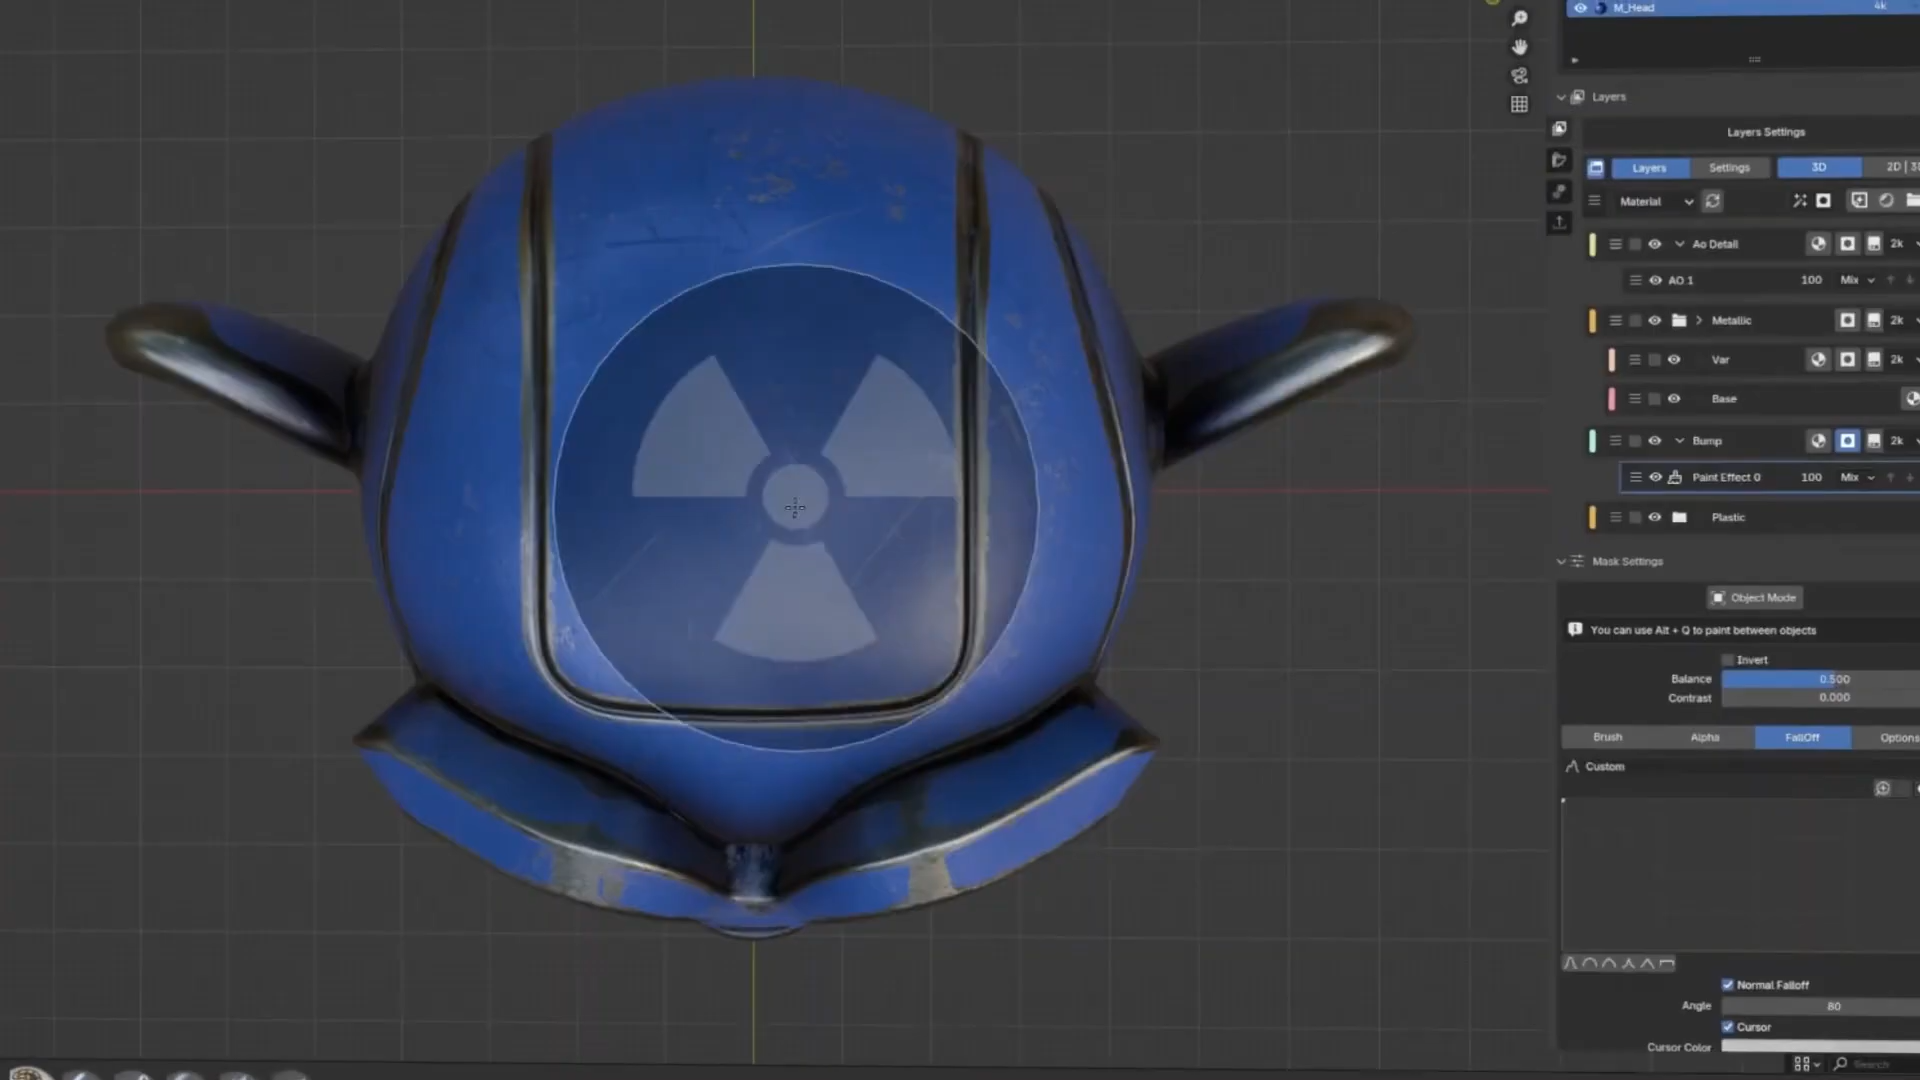 M_Head 4k
Layers
Layers Settings
Layers Settings 3D 2D | 3D
Material
Ao Detail 2k
AO 1 100 Mix
Metallic 2k
Var 2k
Base
Bump 2k
Paint Effect 0 100 Mix
Plastic
Mask Settings
Object Mode
You can use Alt + Q to paint between objects
Invert
Balance 0.500
Contrast 0.000
Brush Alpha FallOff Options
Custom
Normal Falloff
Angle 80
Cursor
Cursor Color
Search